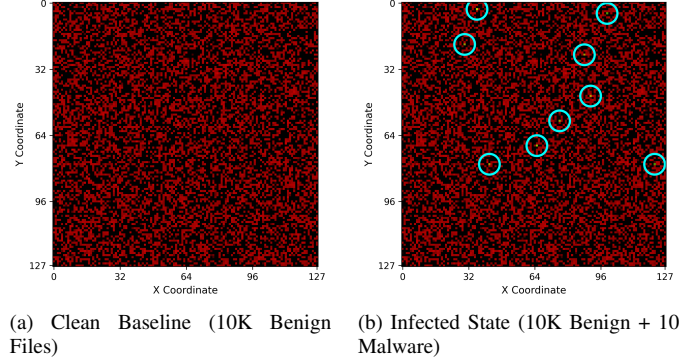 0
32
64
96
127
Y Coordinate
0 32 64 96 127
X Coordinate
(a) Clean Baseline (10K Benign
Files)
0
32
64
96
127
Y Coordinate
0 32 64 96 127
X Coordinate
(b) Infected State (10K Benign + 10
Malware)